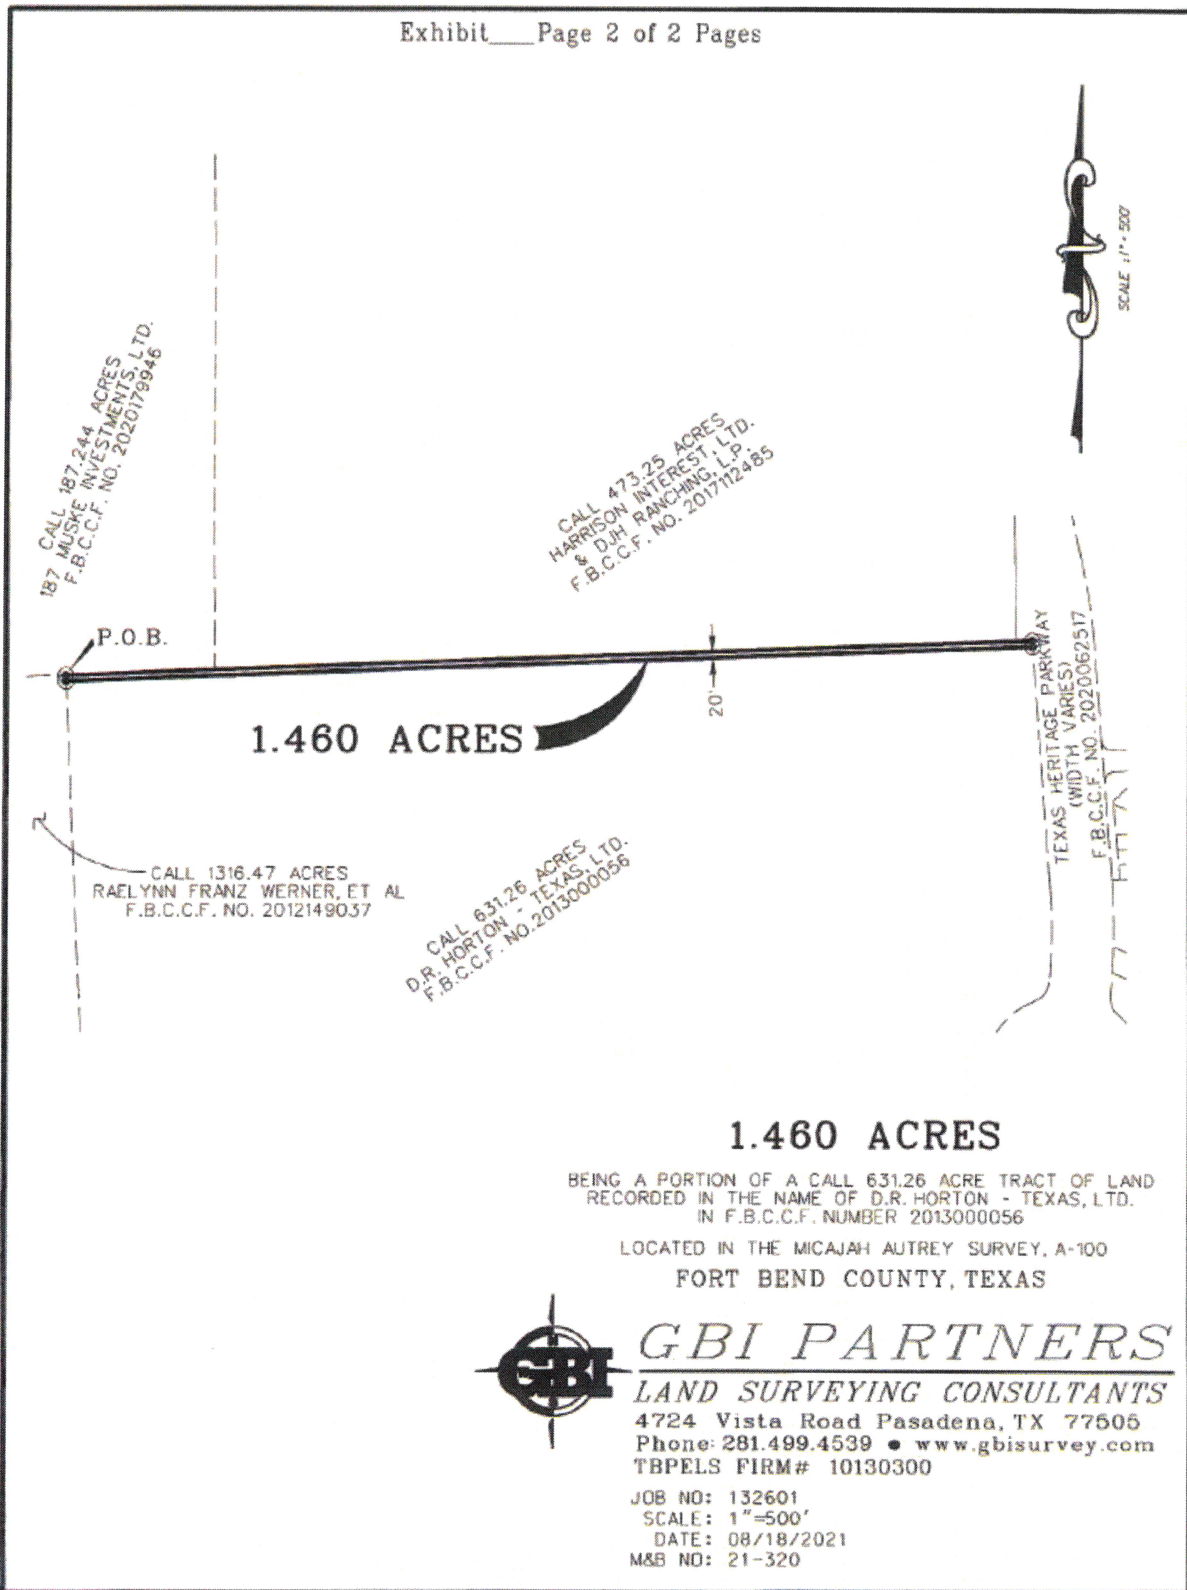 Exhibit___Page 2 of 2 Pages
SCALE : 1" = 500'
CALL 187.244 ACRES
187 MUSKE INVESTMENTS, LTD.
F.B.C.C.F. NO. 2020179946
CALL 473.25 ACRES
HARRISON INTEREST, LTD.
& DJH RANCHING, L.P.
F.B.C.C.F. NO. 2017112485
P.O.B.
20'
1.460 ACRES
TEXAS HERITAGE PARKWAY
(WIDTH VARIES)
F.B.C.C.F. NO. 2020062517
CALL 1316.47 ACRES
RAELYNN FRANZ WERNER, ET AL
F.B.C.C.F. NO. 2012149037
CALL 631.26 ACRES
D.R. HORTON - TEXAS, LTD.
F.B.C.C.F. NO.2013000056
1.460 ACRES
BEING A PORTION OF A CALL 631.26 ACRE TRACT OF LAND
RECORDED IN THE NAME OF D.R. HORTON - TEXAS, LTD.
IN F.B.C.C.F. NUMBER 2013000056
LOCATED IN THE MICAJAH AUTREY SURVEY, A-100
FORT BEND COUNTY, TEXAS
GBI
GBI PARTNERS
LAND SURVEYING CONSULTANTS
4724 Vista Road Pasadena, TX 77505
Phone: 281.499.4539 • www.gbisurvey.com
TBPELS FIRM# 10130300
JOB NO: 132601
SCALE: 1"=500'
DATE: 08/18/2021
M&B NO: 21-320